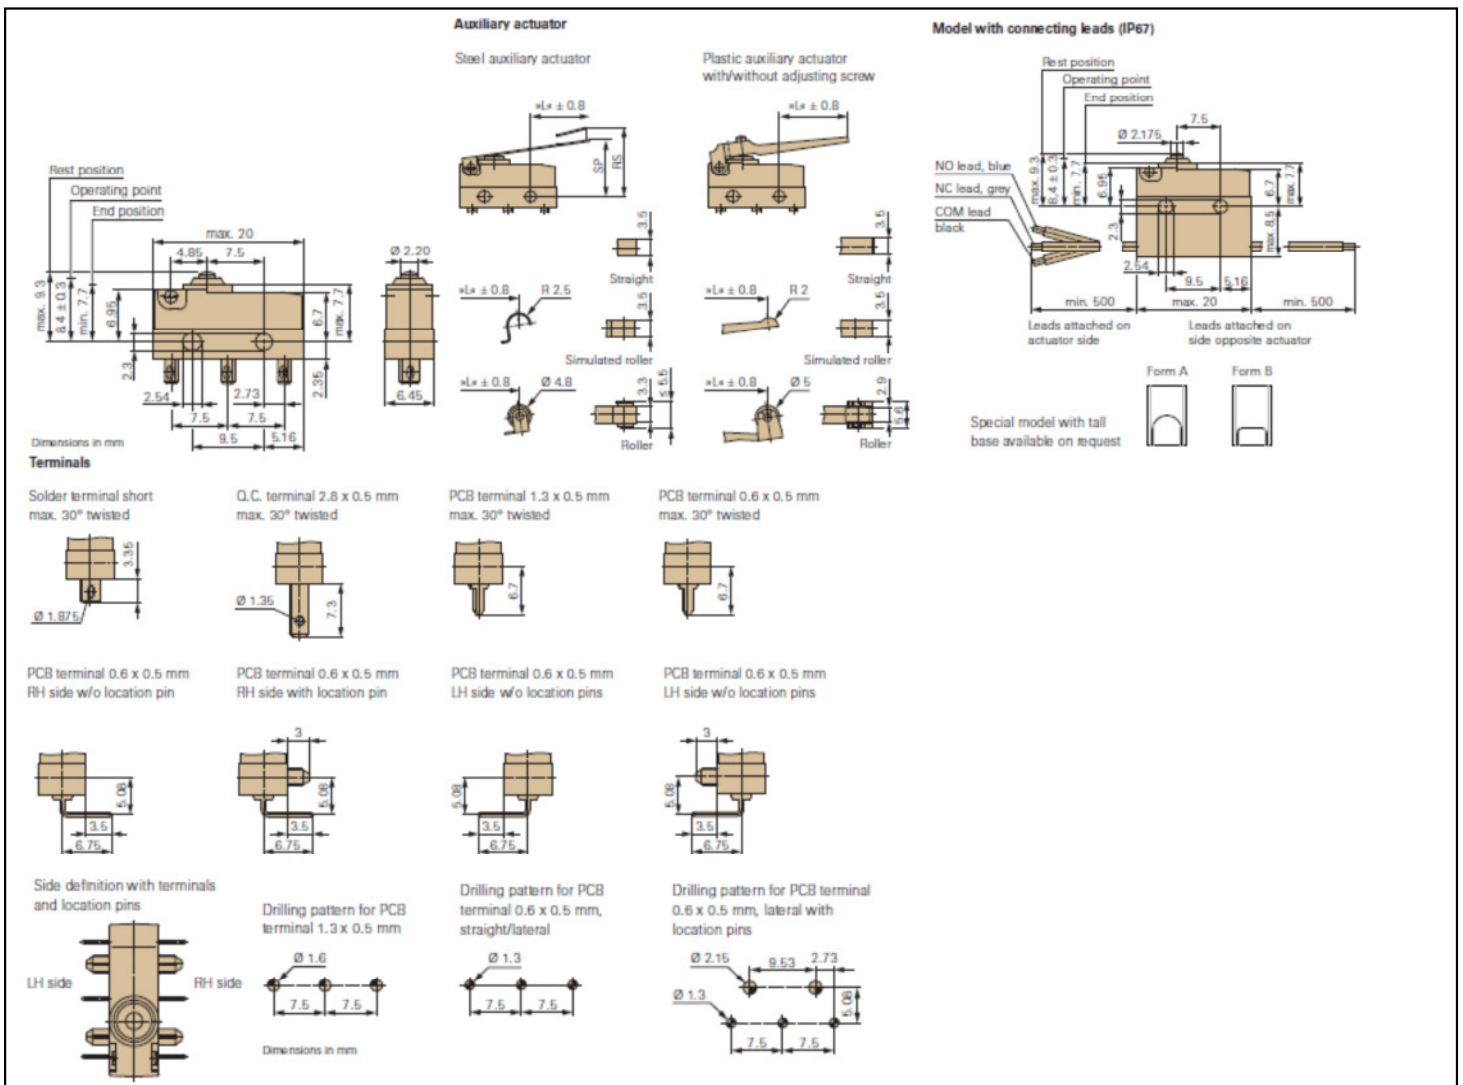 Auxiliary actuator
Model with connecting leads (IP67)
Steel auxiliary actuator
Plastic auxiliary actuator
with/without adjusting screw
Rest position
Operating point
End position
»L« ± 0.8
»L« ± 0.8
7.5
Ø 2.175
SP
RS
max. 9.3
8.4 ± 0.3
min. 7.7
6.95
6.7
max. 7.7
NO lead, blue
NC lead, grey
COM lead
black
2.3
max. 8.5
2.54
9.5
5.16
min. 500
max. 20
min. 500
Leads attached on
actuator side
Leads attached on
side opposite actuator
Form A
Form B
Special model with tall
base available on request
Rest position
Operating point
End position
max. 20
4.85
7.5
Ø 2.20
max. 9.3
8.4 ± 0.3
min. 7.7
6.95
6.7
max. 7.7
2.3
2.35
2.54
2.73
7.5
7.5
6.45
9.5
5.16
Dimensions in mm
3.5
Straight
3.5
Straight
»L« ± 0.8
R 2.5
3.5
Simulated roller
»L« ± 0.8
R 2
3.5
Simulated roller
»L« ± 0.8
Ø 4.8
3.3
≤ 5.5
Roller
»L« ± 0.8
Ø 5
2.9
5.6
Roller
Terminals
Solder terminal short
max. 30° twisted
Q.C. terminal 2.8 x 0.5 mm
max. 30° twisted
PCB terminal 1.3 x 0.5 mm
max. 30° twisted
PCB terminal 0.6 x 0.5 mm
max. 30° twisted
3.35
Ø 1.875
Ø 1.35
7.3
6.7
6.7
PCB terminal 0.6 x 0.5 mm
RH side w/o location pin
PCB terminal 0.6 x 0.5 mm
RH side with location pin
PCB terminal 0.6 x 0.5 mm
LH side w/o location pins
PCB terminal 0.6 x 0.5 mm
LH side w/o location pins
5.08
3.5
6.75
3
5.08
3.5
6.75
5.08
3.5
6.75
3
5.08
3.5
6.75
Side definition with terminals
and location pins
LH side
RH side
Drilling pattern for PCB
terminal 1.3 x 0.5 mm
Ø 1.6
7.5
7.5
Dimensions in mm
Drilling pattern for PCB
terminal 0.6 x 0.5 mm,
straight/lateral
Ø 1.3
7.5
7.5
Drilling pattern for PCB terminal
0.6 x 0.5 mm, lateral with
location pins
Ø 2.15
9.53
2.73
Ø 1.3
5.08
7.5
7.5